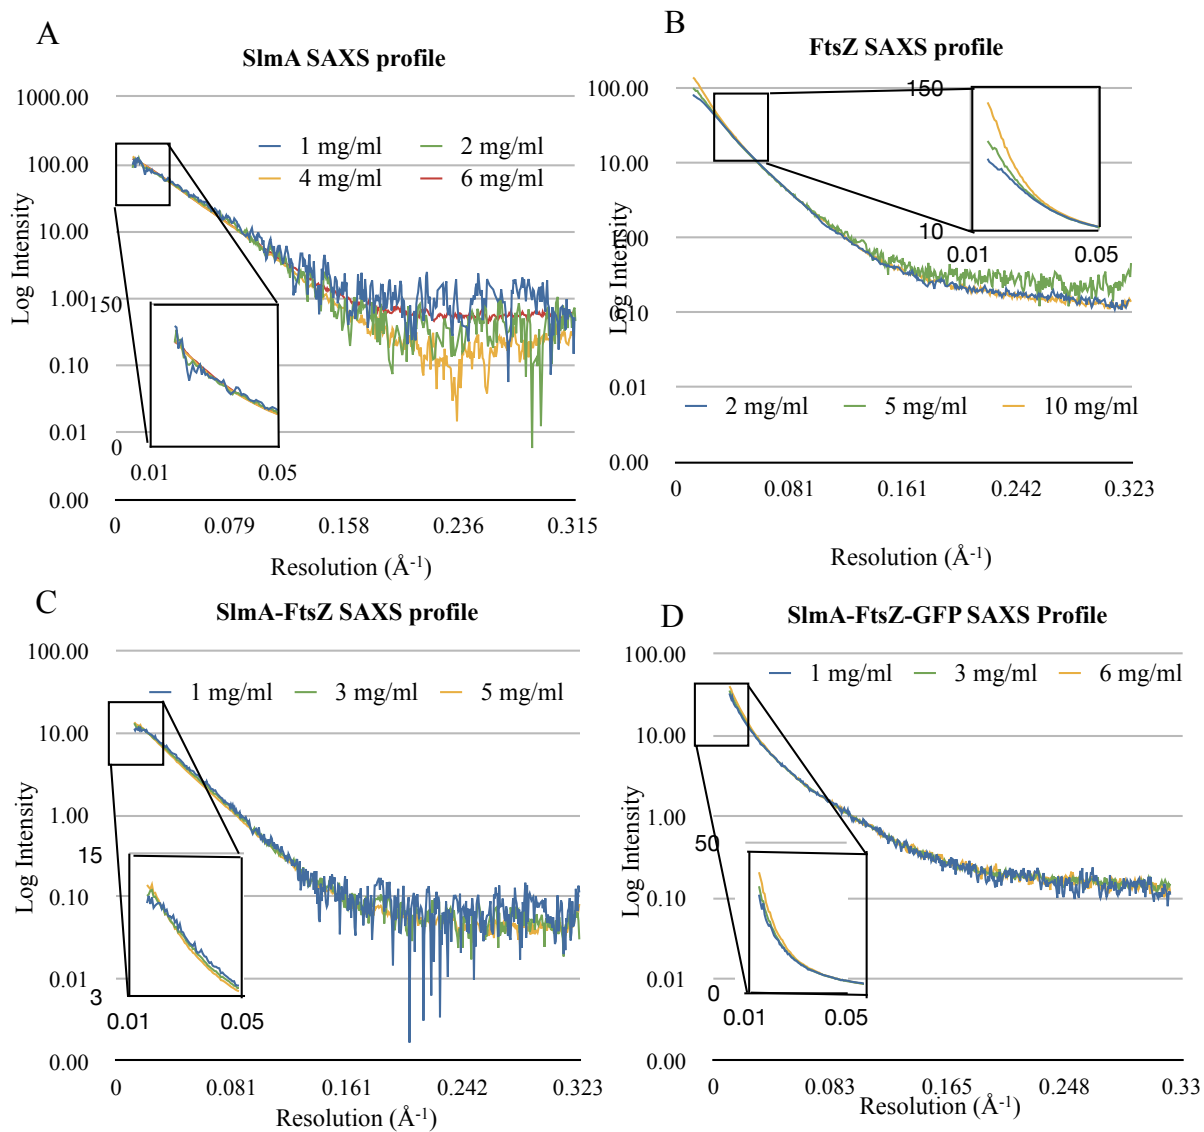 A
SlmA SAXS profile
1000.00
100.00
10.00
1.00
0.10
0.01
0.00
Log Intensity
1 mg/ml
2 mg/ml
4 mg/ml
6 mg/ml
150
0
0.01
0.05
0
0.079
0.158
0.236
0.315
Resolution (Å-1)
B
FtsZ SAXS profile
100.00
10.00
1.00
0.10
0.01
0.00
Log Intensity
150
10
0.01
0.05
2 mg/ml
5 mg/ml
10 mg/ml
0
0.081
0.161
0.242
0.323
Resolution (Å-1)
C
SlmA-FtsZ SAXS profile
100.00
10.00
1.00
0.10
0.01
0.00
Log Intensity
1 mg/ml
3 mg/ml
5 mg/ml
15
3
0.01
0.05
0
0.081
0.161
0.242
0.323
Resolution (Å-1)
D
SlmA-FtsZ-GFP SAXS Profile
100.00
10.00
1.00
0.10
0.01
0.00
Log Intensity
1 mg/ml
3 mg/ml
6 mg/ml
50
0
0.01
0.05
0
0.083
0.165
0.248
0.33
Resolution (Å-1)